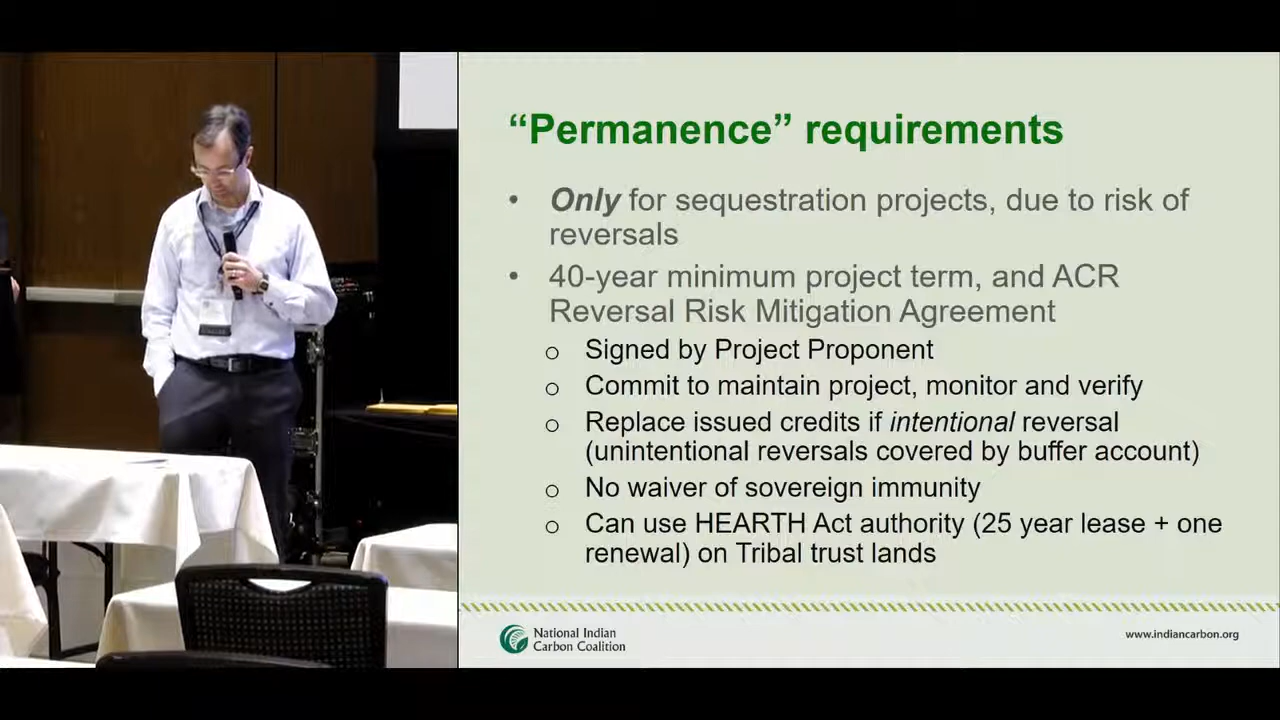 “Permanence” requirements
• Only for sequestration projects, due to risk of
reversals
• 40-year minimum project term, and ACR
Reversal Risk Mitigation Agreement
o Signed by Project Proponent
o Commit to maintain project, monitor and verify
o Replace issued credits if intentional reversal
(unintentional reversals covered by buffer account)
o No waiver of sovereign immunity
o Can use HEARTH Act authority (25 year lease + one
renewal) on Tribal trust lands
National Indian
Carbon Coalition
www.indiancarbon.org